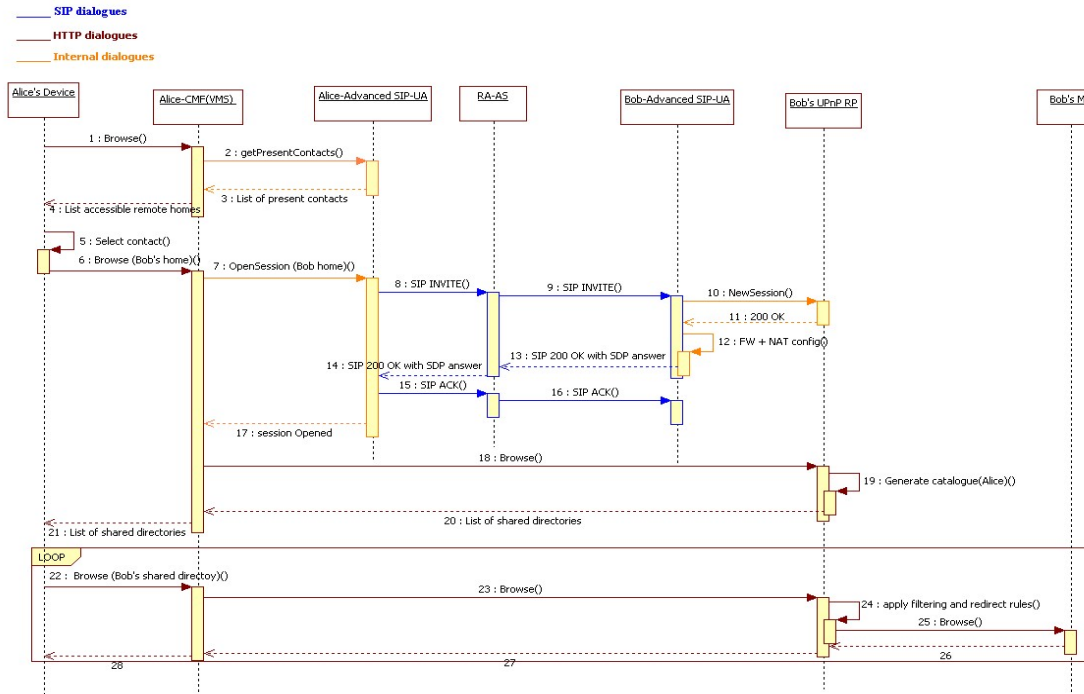 SIP dialogues
HTTP dialogues
Internal dialogues
Alice's Device
Alice-CMF(VMS)
Alice-Advanced SIP-UA
RA-AS
Bob-Advanced SIP-UA
Bob's UPnP RP
Bob's M
1 : Browse()
2 : getPresentContacts()
3 : List of present contacts
4 : List accessible remote homes
5 : Select contact()
6 : Browse (Bob's home)()
7 : OpenSession (Bob home)()
8 : SIP INVITE()
9 : SIP INVITE()
10 : NewSession()
11 : 200 OK
12 : FW + NAT config()
13 : SIP 200 OK with SDP answer
14 : SIP 200 OK with SDP answer
15 : SIP ACK()
16 : SIP ACK()
17 : session Opened
18 : Browse()
19 : Generate catalogue(Alice)()
20 : List of shared directories
21 : List of shared directories
LOOP
22 : Browse (Bob's shared directoy)()
23 : Browse()
24 : apply filtering and redirect rules()
25 : Browse()
26
27
28